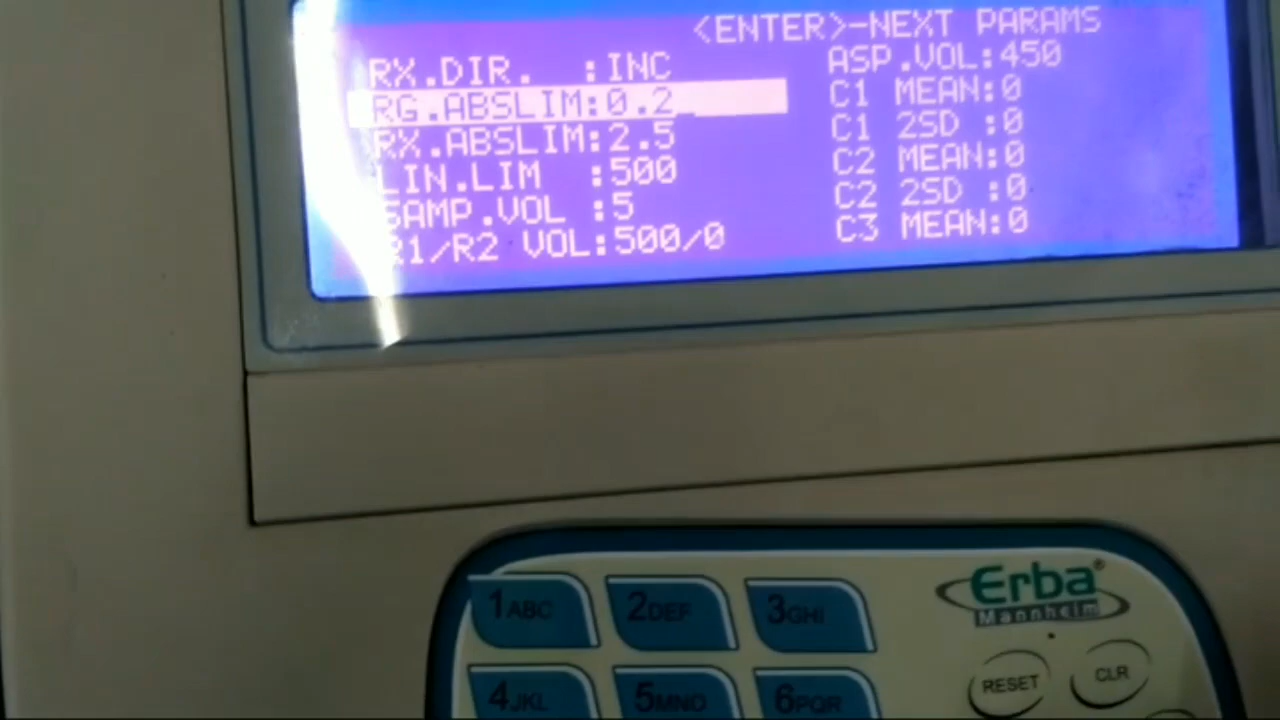 <ENTER>-NEXT PARAMS
RX.DIR. :INC
RG.ABSLIM:0.2_
RX.ABSLIM:2.5
LIN.LIM :500
SAMP.VOL :5
R1/R2 VOL:500/0
ASP.VOL:450
C1 MEAN:0
C1 2SD :0
C2 MEAN:0
C2 2SD :0
C3 MEAN:0
Erba®
Mannheim
1ABC 2DEF 3GHI
RESET CLR
4JKL 5MNO 6PQR